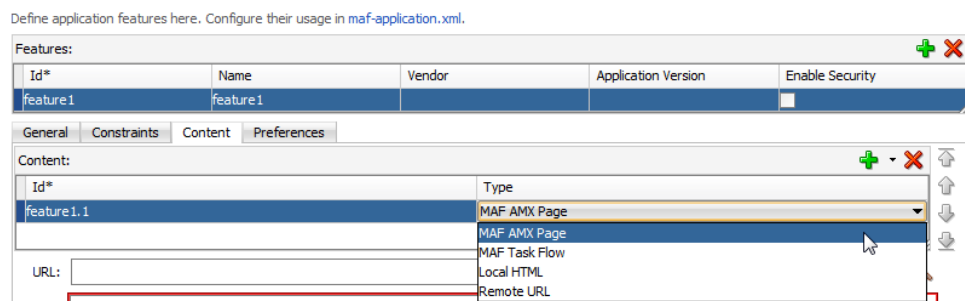 Define application features here. Configure their usage in maf-application.xml.
Features:
Id* Name Vendor Application Version Enable Security
feature1 feature1
General Constraints Content Preferences
Content:
Id* Type
feature1.1 MAF AMX Page
MAF AMX Page
MAF Task Flow
Local HTML
URL: Remote URL